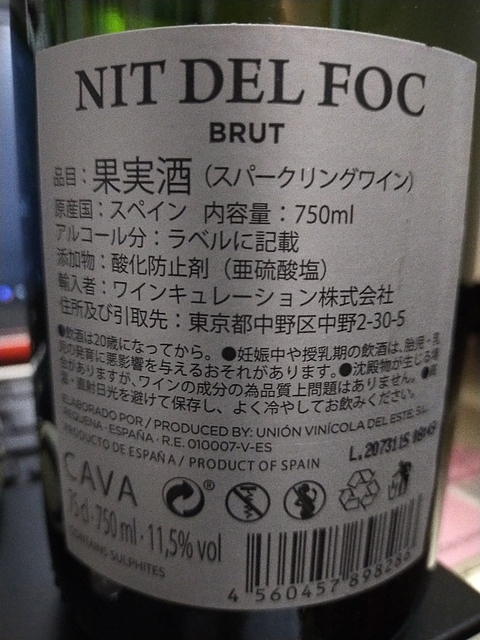 NIT DEL FOC
BRUT
品目：果実酒（スパークリングワイン）
原産国：スペイン 内容量：750ml
アルコール分：ラベルに記載
添加物：酸化防止剤（亜硫酸塩）
輸入者：ワインキュレーション株式会社
住所及び引取先：東京都中野区中野2-30-5
●飲酒は20歳になってから。●妊娠中や授乳期の飲酒は、胎児・乳
児の発育に悪影響を与えるおそれがあります。●沈殿物が生じる場
合がありますが、ワインの成分の為品質上問題はありません。●高
温・直射日光を避けて保存し、よく冷やしてお飲みください。
ELABORADO POR / PRODUCED BY: UNIÓN VINÍCOLA DEL ESTE, S.L.
REQUENA - ESPAÑA - R.E. 010007-V-ES
PRODUCTO DE ESPAÑA / PRODUCT OF SPAIN
CAVA
75 cl - 750 ml - 11,5% vol
CONTAINS SULPHITES
4 560457 898286